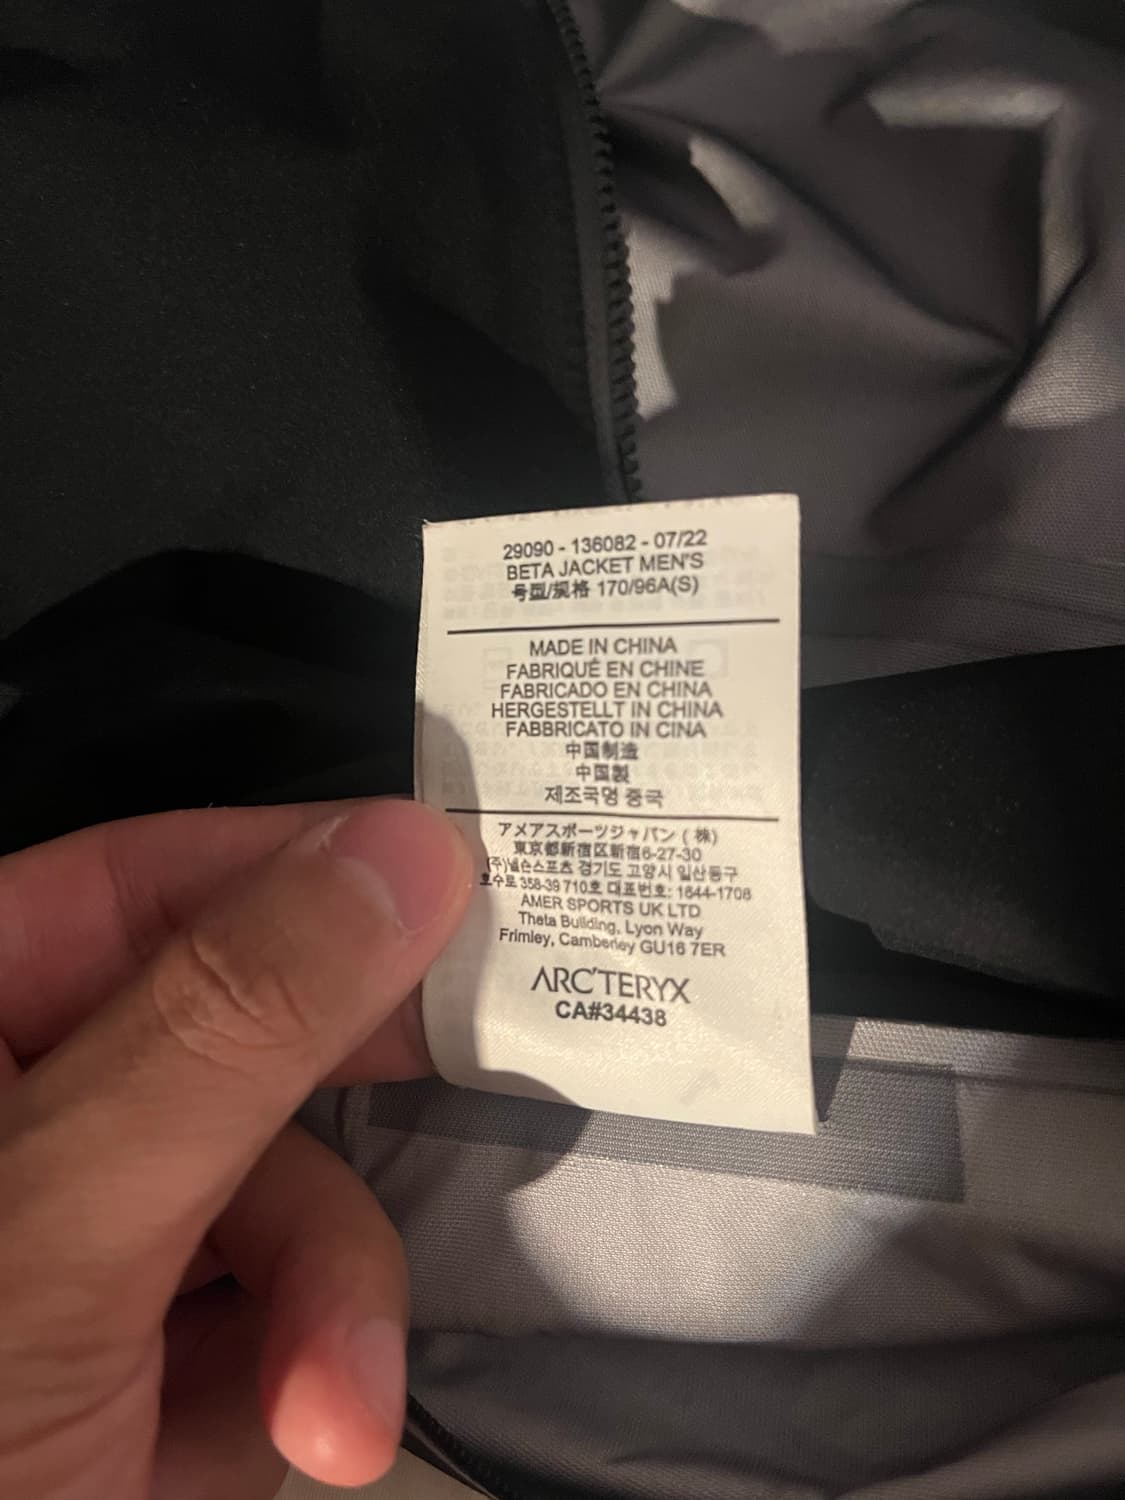 29090 - 136082 - 07/22
BETA JACKET MEN'S
号型/规格 170/96A(S)
MADE IN CHINA
FABRIQUÉ EN CHINE
FABRICADO EN CHINA
HERGESTELLT IN CHINA
FABBRICATO IN CINA
中国制造
中国製
제조국명 중국
アメアスポーツジャパン (株)
東京都新宿区新宿6-27-30
(주)넬슨스포츠 경기도 고양시 일산동구
호수로 358-39 710호 대표번호: 1644-1708
AMER SPORTS UK LTD
Theta Building, Lyon Way
Frimley, Camberley GU16 7ER
ARC'TERYX
CA#34438